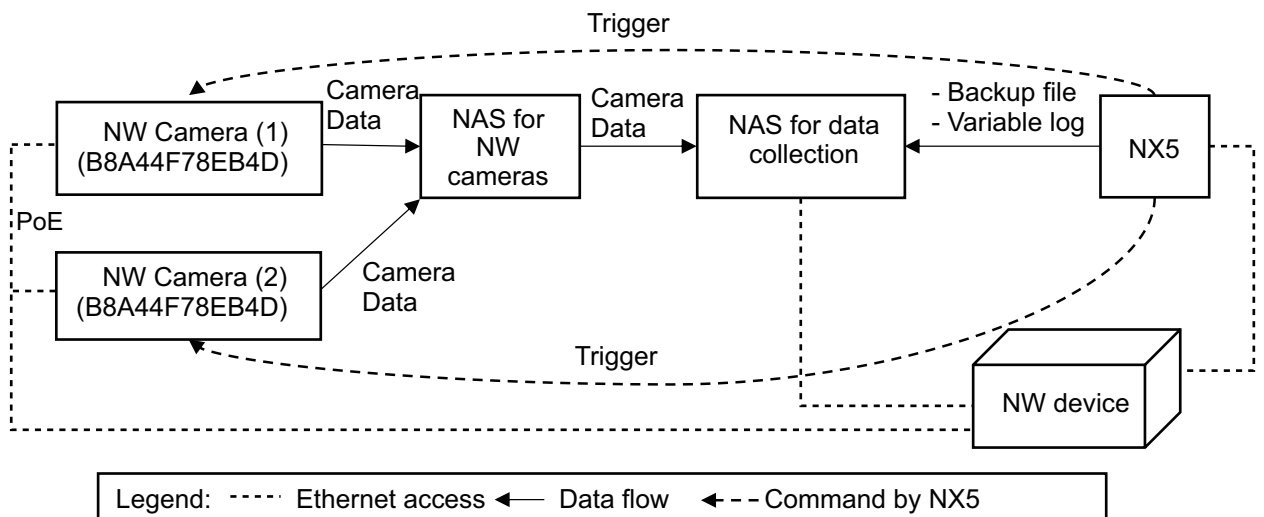 Trigger
Camera
Data
Camera
Data
- Backup file
- Variable log
NW Camera (1)
(B8A44F78EB4D)
NAS for
NW
cameras
NAS for data
collection
NX5
PoE
NW Camera (2)
(B8A44F78EB4D)
Camera
Data
Trigger
NW device
Legend: Ethernet access Data flow Command by NX5